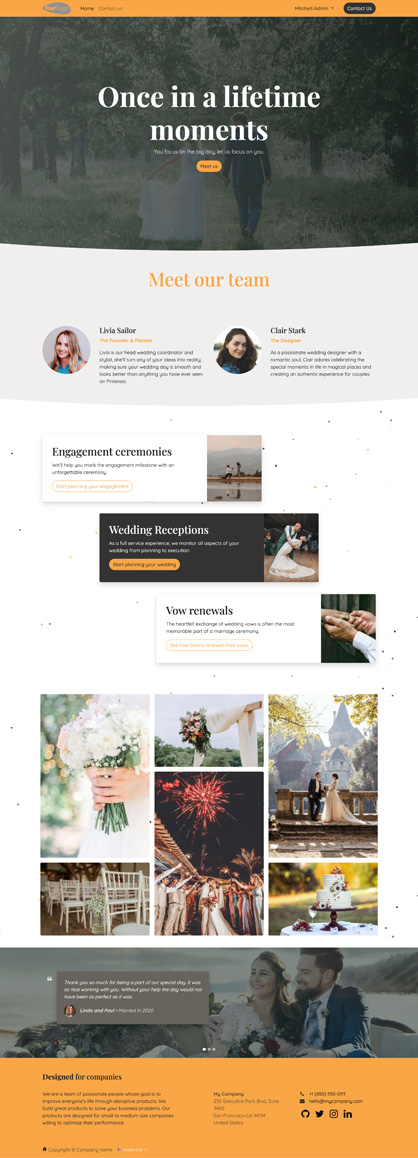 Home Contact us Mitchell Admin Contact Us
Once in a lifetime
moments
You focus on the big day, let us focus on you.
Meet us
Meet our team
Livia Sailor
The Founder & Planner
Livia is our head wedding coordinator and
stylist, she'll turn any of your ideas into reality,
making sure your wedding day is smooth and
looks better than anything you have ever seen
on Pinterest.
Clair Stark
The Designer
As a passionate wedding designer with a
romantic soul, Clair adores celebrating the
special moments in life in magical places and
creating an authentic experience for couples.
Engagement ceremonies
We'll help you mark the engagement milestone with an
unforgettable ceremony.
Start planning your engagement
Wedding Receptions
As a full service experience, we monitor all aspects of your
wedding from planning to execution.
Start planning your wedding
Vow renewals
The heartfelt exchange of wedding vows is often the most
memorable part of a marriage ceremony.
See how others renewed their vows
Thank you so much for being a part of our special day. It was
so nice working with you. Without your help the day would not
have been as perfect as it was.
Linda and Paul • Married in 2020
Designed for companies
We are a team of passionate people whose goal is to
improve everyone's life through disruptive products. We
build great products to solve your business problems. Our
products are designed for small to medium size companies
willing to optimize their performance.
My Company
250 Executive Park Blvd, Suite
3400
San Francisco CA 94134
United States
+1 (650) 555-0111
hello@mycompany.com
Copyright © Company name